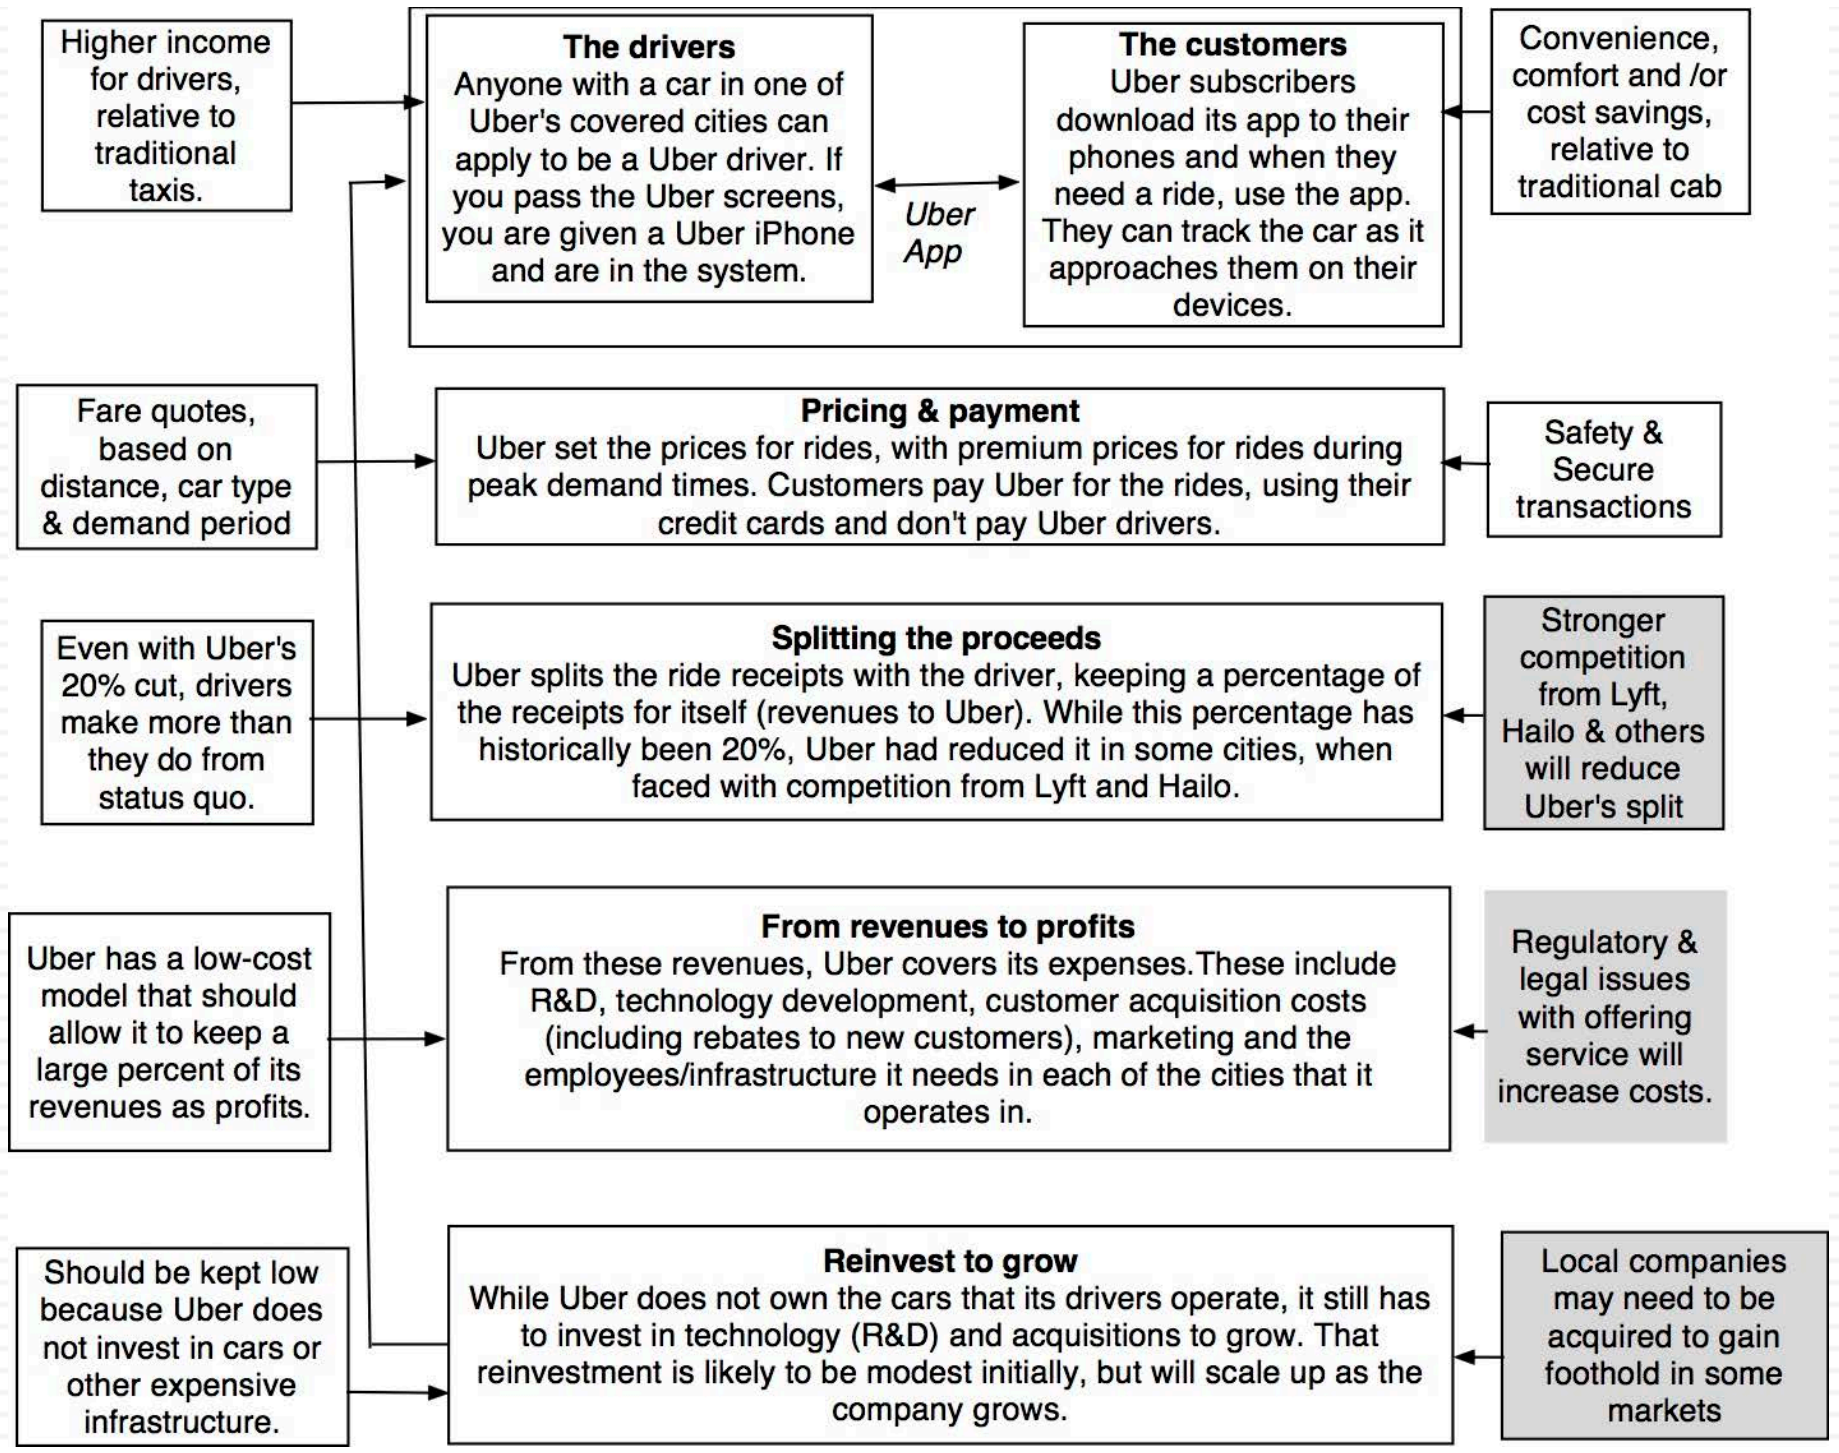 Higher income
for drivers,
relative to
traditional
taxis.
The drivers
Anyone with a car in one of
Uber's covered cities can
apply to be a Uber driver. If
you pass the Uber screens,
you are given a Uber iPhone
and are in the system.
Uber
App
The customers
Uber subscribers
download its app to their
phones and when they
need a ride, use the app.
They can track the car as it
approaches them on their
devices.
Convenience,
comfort and /or
cost savings,
relative to
traditional cab
Fare quotes,
based on
distance, car type
& demand period
Pricing & payment
Uber set the prices for rides, with premium prices for rides during
peak demand times. Customers pay Uber for the rides, using their
credit cards and don't pay Uber drivers.
Safety &
Secure
transactions
Even with Uber's
20% cut, drivers
make more than
they do from
status quo.
Splitting the proceeds
Uber splits the ride receipts with the driver, keeping a percentage of
the receipts for itself (revenues to Uber). While this percentage has
historically been 20%, Uber had reduced it in some cities, when
faced with competition from Lyft and Hailo.
Stronger
competition
from Lyft,
Hailo & others
will reduce
Uber's split
Uber has a low-cost
model that should
allow it to keep a
large percent of its
revenues as profits.
From revenues to profits
From these revenues, Uber covers its expenses.These include
R&D, technology development, customer acquisition costs
(including rebates to new customers), marketing and the
employees/infrastructure it needs in each of the cities that it
operates in.
Regulatory &
legal issues
with offering
service will
increase costs.
Should be kept low
because Uber does
not invest in cars or
other expensive
infrastructure.
Reinvest to grow
While Uber does not own the cars that its drivers operate, it still has
to invest in technology (R&D) and acquisitions to grow. That
reinvestment is likely to be modest initially, but will scale up as the
company grows.
Local companies
may need to be
acquired to gain
foothold in some
markets